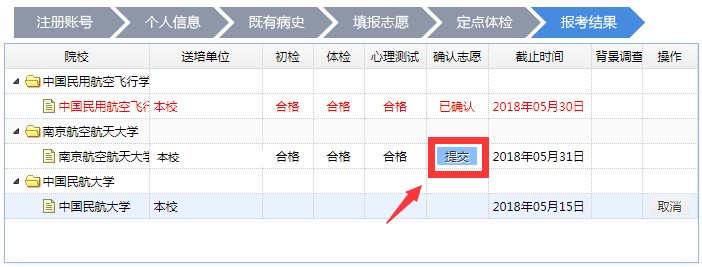 注册账号 个人信息 既有病史 填报志愿 定点体检 报考结果
院校 送培单位 初检 体检 心理测试 确认志愿 截止时间 背景调查 操作
中国民用航空飞行学
中国民用航空飞行 本校 合格 合格 合格 已确认 2018年05月30日
南京航空航天大学
南京航空航天大学 本校 合格 合格 合格 提交 2018年05月31日
中国民航大学
中国民航大学 本校 2018年05月15日 取消